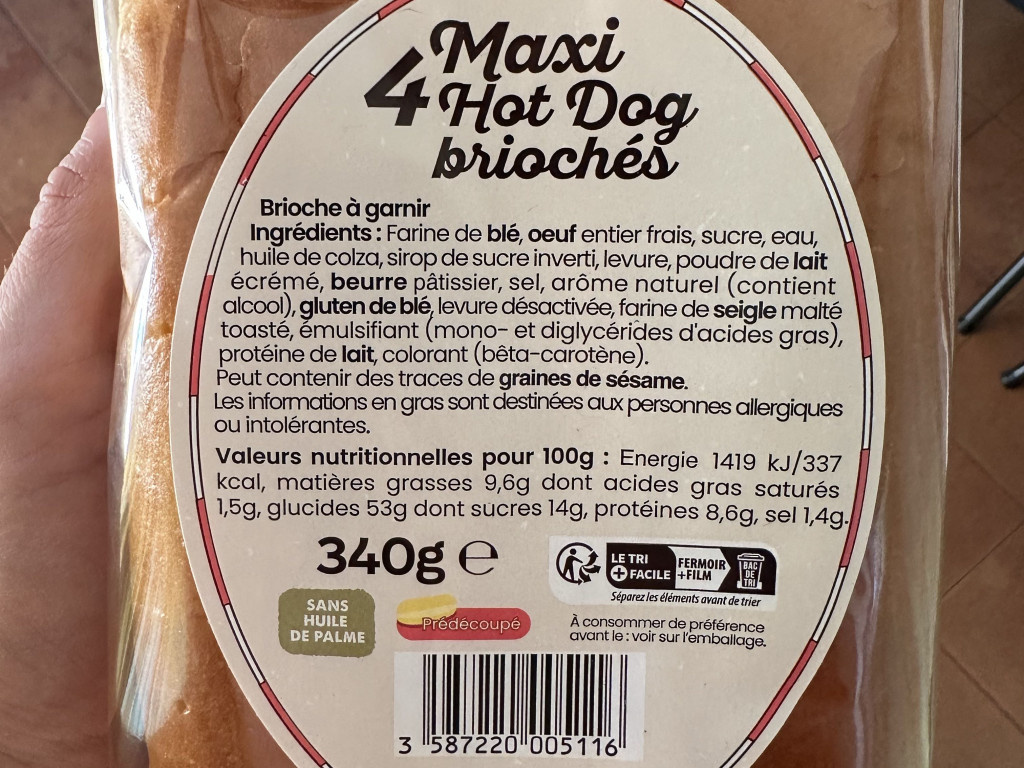 4 Maxi
Hot Dog
briochés
Brioche à garnir
Ingrédients : Farine de blé, oeuf entier frais, sucre, eau,
huile de colza, sirop de sucre inverti, levure, poudre de lait
écrémé, beurre pâtissier, sel, arôme naturel (contient
alcool), gluten de blé, levure désactivée, farine de seigle malté
toasté, émulsifiant (mono- et diglycérides d'acides gras),
protéine de lait, colorant (bêta-carotène).
Peut contenir des traces de graines de sésame.
Les informations en gras sont destinées aux personnes allergiques
ou intolérantes.
Valeurs nutritionnelles pour 100g : Energie 1419 kJ/337
kcal, matières grasses 9,6g dont acides gras saturés
1,5g, glucides 53g dont sucres 14g, protéines 8,6g, sel 1,4g.
340g e
LE TRI
+ FACILE
FERMOIR
+FILM
BAC
DE
TRI
Séparez les éléments avant de trier
SANS
HUILE
DE PALME
Prédécoupé
À consommer de préférence
avant le : voir sur l'emballage.
3 587220 005116